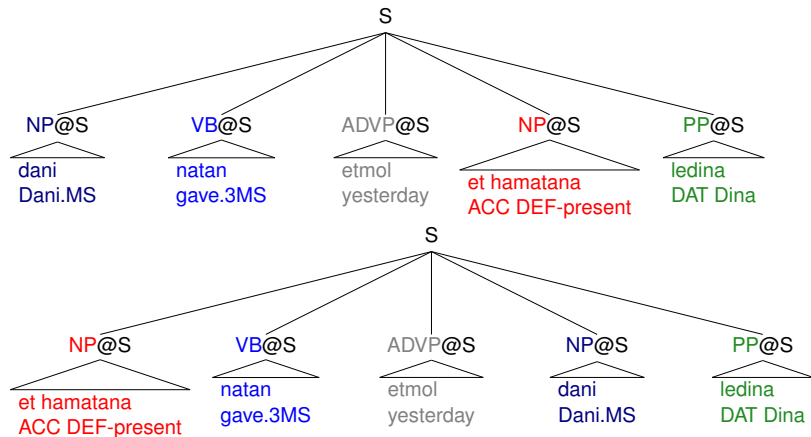 S
NP@S VB@S ADVP@S NP@S PP@S
dani natan etmol et hamatana ledina
Dani.MS gave.3MS yesterday ACC DEF-present DAT Dina
S
NP@S VB@S ADVP@S NP@S PP@S
et hamatana natan etmol dani ledina
ACC DEF-present gave.3MS yesterday Dani.MS DAT Dina